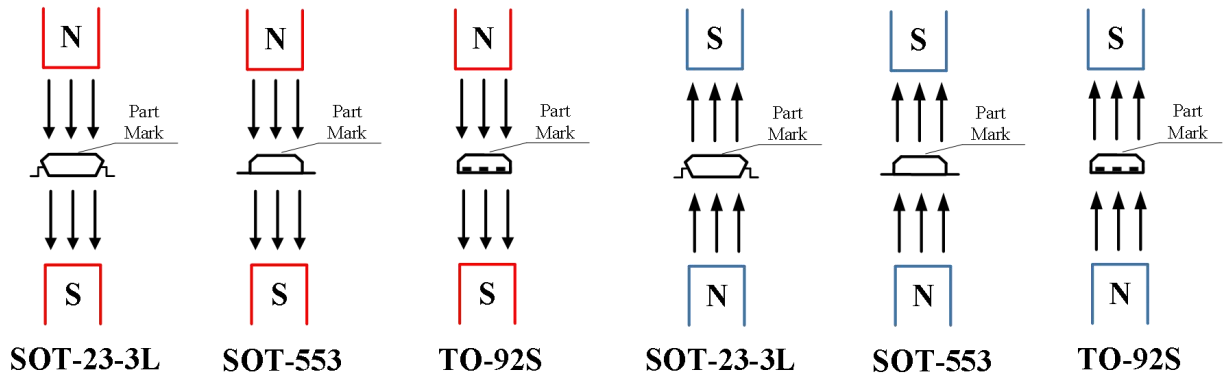 N N N S S S
Part Part Part Part Part Part
Mark Mark Mark Mark Mark Mark
S S S N N N
SOT-23-3L SOT-553 TO-92S SOT-23-3L SOT-553 TO-92S